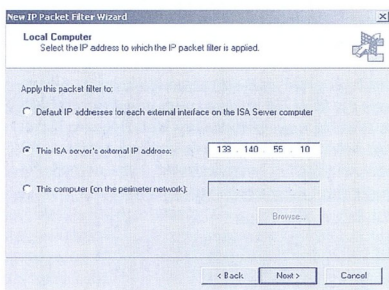 New IP Packet Filter Wizard
Local Computer
Select the IP address to which the IP packet filter is applied.
Apply this packet filter to:
Default IP addresses for each external interface on the ISA Server computer
This ISA server's external IP address:
138 . 140 . 55 . 10
This computer (on the perimeter network):
Browse...
< Back
Next >
Cancel